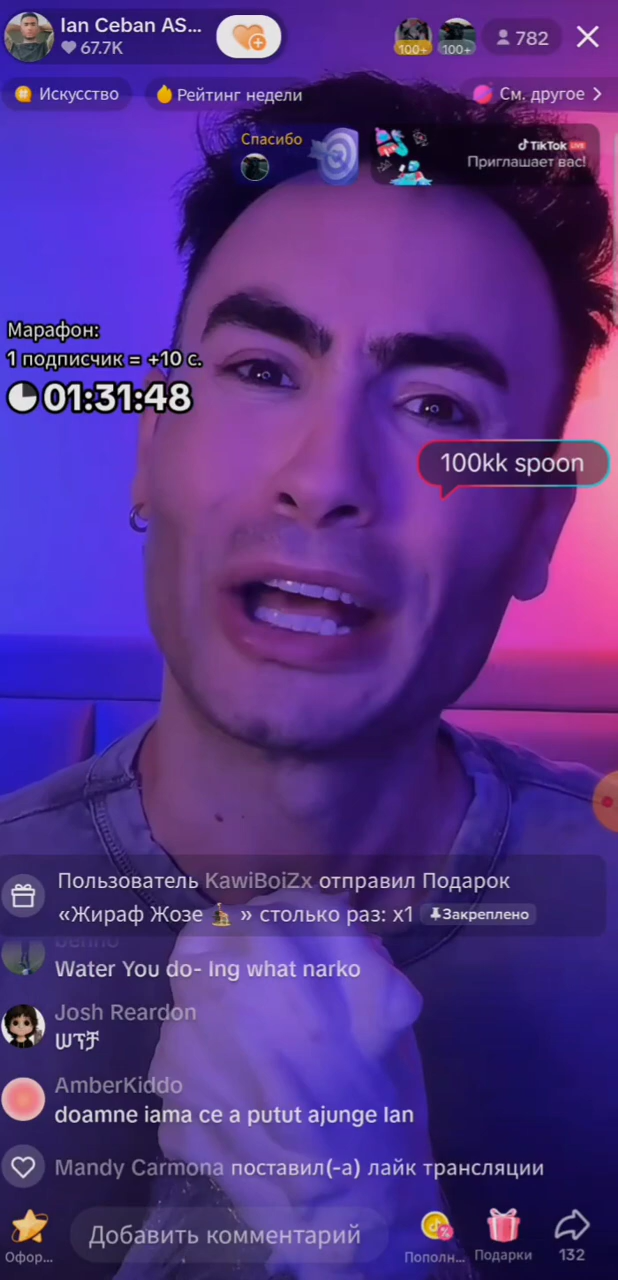 Ian Ceban AS...
67.7K
100+
100+
782
Искусство
Рейтинг недели
См. другое
Спасибо
TikTok LIVE
Приглашает вас!
Марафон:
1 подписчик = +10 с.
01:31:48
100kk spoon
Пользователь KawiBoiZx отправил Подарок
«Жираф Жозе 🦒 » столько раз: x1 Закреплено
benno
Water You do- Ing what narko
Josh Reardon
AmberKiddo
doamne iama ce a putut ajunge Ian
Mandy Carmona поставил(-а) лайк трансляции
Добавить комментарий
Офор...
Пополн...
Подарки
132